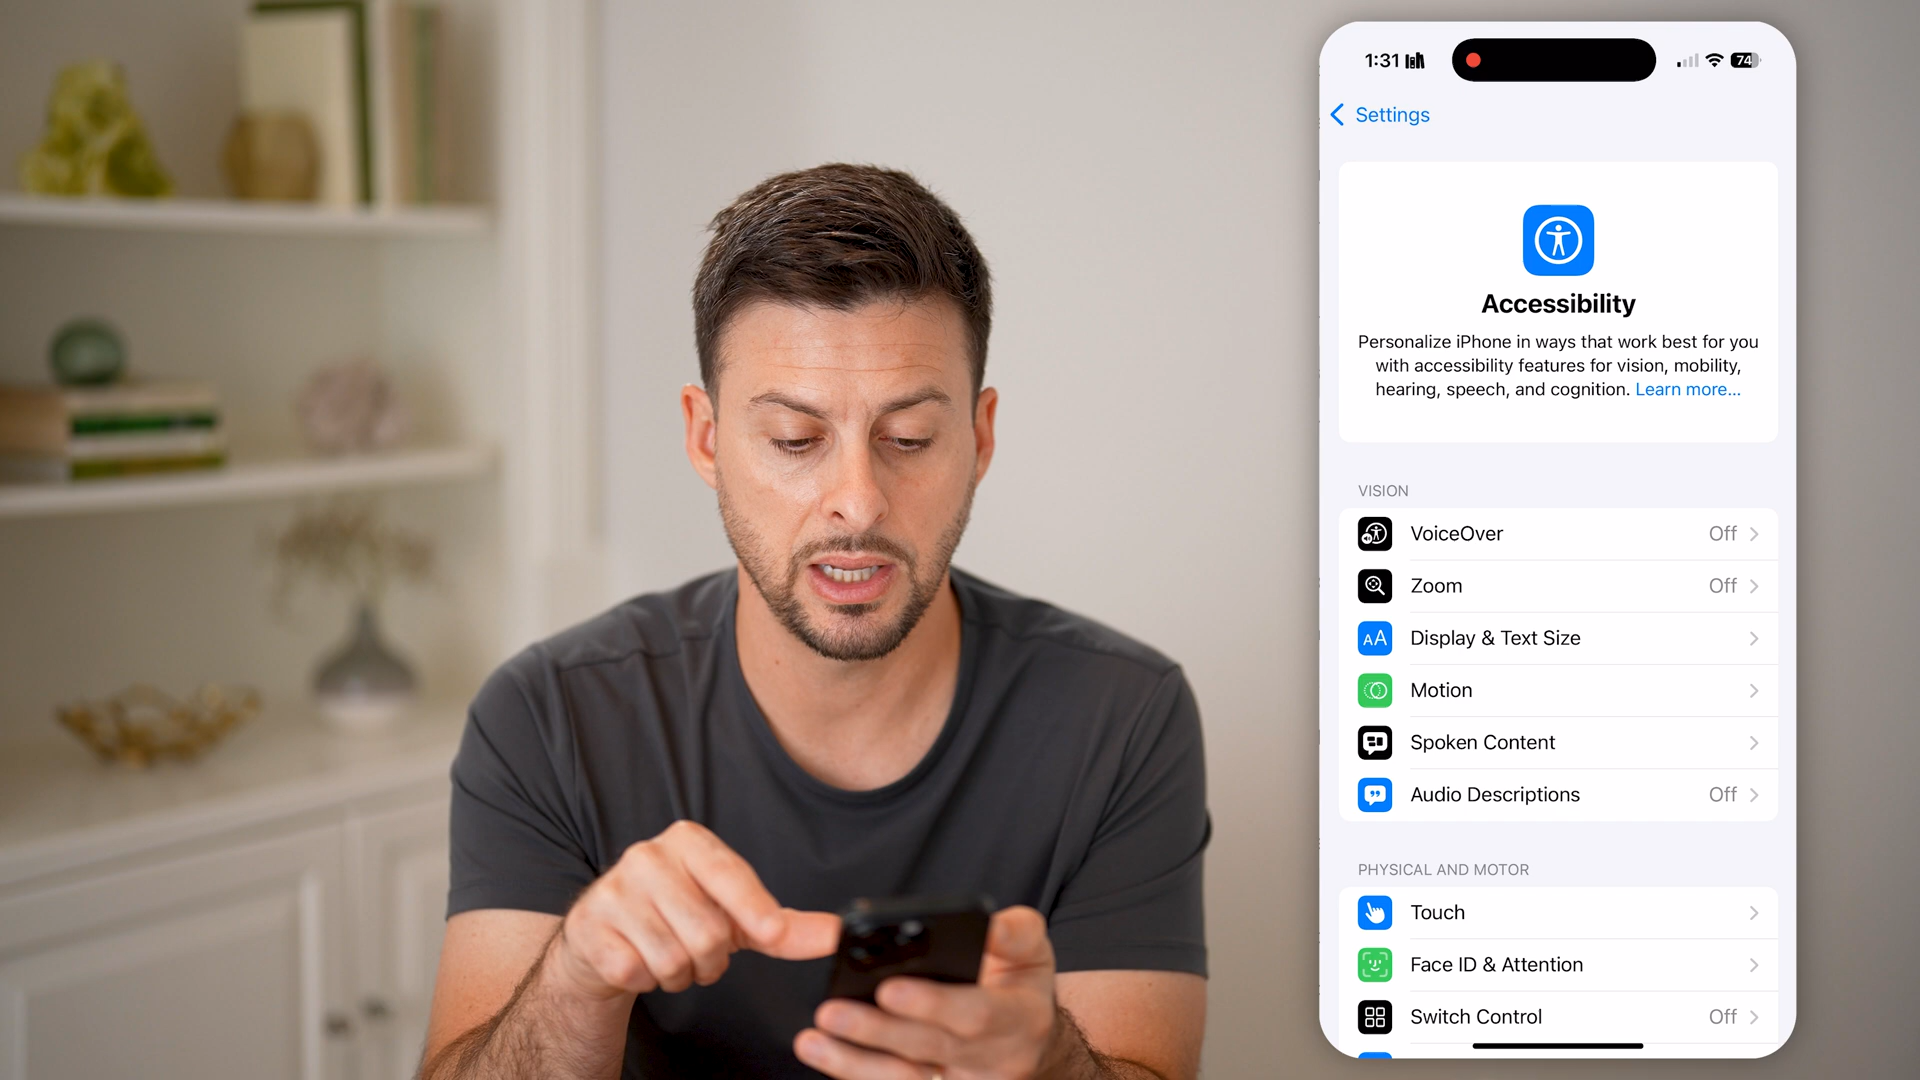 1:31
74
Settings
Accessibility
Personalize iPhone in ways that work best for you
with accessibility features for vision, mobility,
hearing, speech, and cognition. Learn more...
VISION
VoiceOver Off
Zoom Off
AA Display & Text Size
Motion
Spoken Content
Audio Descriptions Off
PHYSICAL AND MOTOR
Touch
Face ID & Attention
Switch Control Off